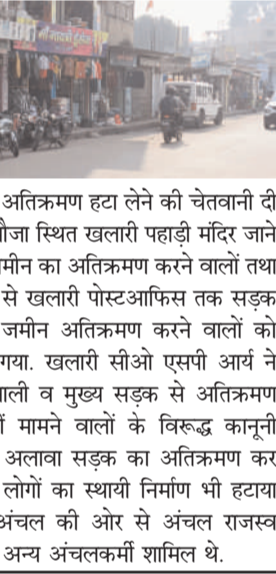 अतिक्रमण हटा लेने की चेतवानी दी
स्थित खलारी पहाड़ी मंदिर जाने
का अतिक्रमण करने वालों तथा
से खलारी पोस्टआफिस तक सड़क
जमीन अतिक्रमण करने वालों को
गया. खलारी सीओ एसपी आर्य ने
व मुख्य सड़क से अतिक्रमण
मामने वालों के विरूद्ध कानूनी
अलावा सड़क का अतिक्रमण कर
लोगों का स्थायी निर्माण भी हटाया
अंचल की ओर से अंचल राजस्व
अन्य अंचलकर्मी शामिल थे.